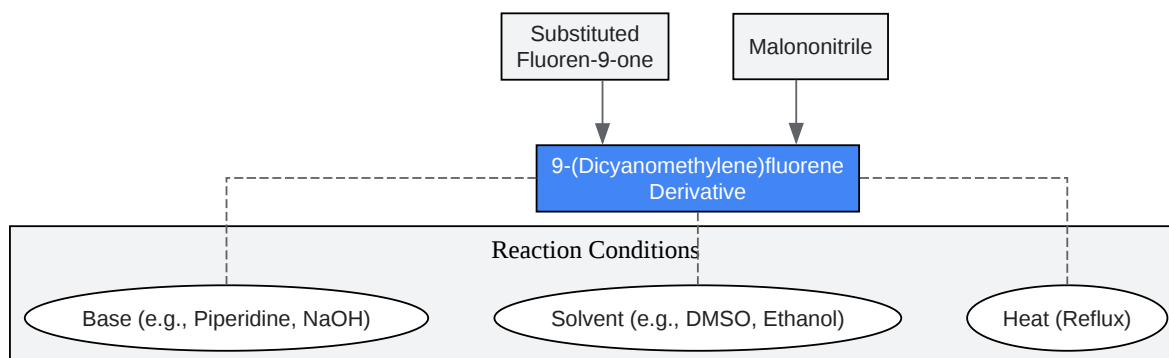 Substituted
Fluoren-9-one
Malononitrile
9-(Dicyanomethylene)fluorene
Derivative
Reaction Conditions
Base (e.g., Piperidine, NaOH)
Solvent (e.g., DMSO, Ethanol)
Heat (Reflux)